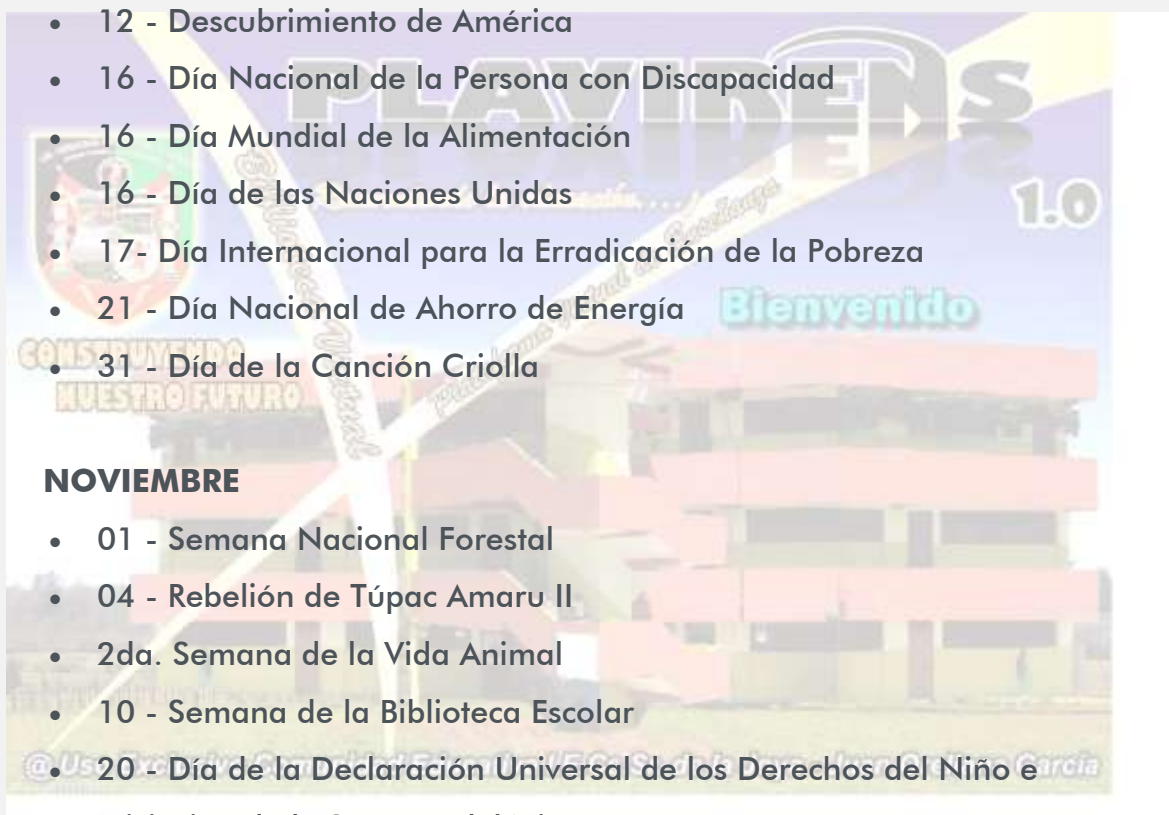 • 12 - Descubrimiento de América
• 16 - Día Nacional de la Persona con Discapacidad
• 16 - Día Mundial de la Alimentación
• 16 - Día de las Naciones Unidas
• 17- Día Internacional para la Erradicación de la Pobreza
• 21 - Día Nacional de Ahorro de Energía
• 31 - Día de la Canción Criolla
NOVIEMBRE
• 01 - Semana Nacional Forestal
• 04 - Rebelión de Túpac Amaru II
• 2da. Semana de la Vida Animal
• 10 - Semana de la Biblioteca Escolar
• 20 - Día de la Declaración Universal de los Derechos del Niño e
PLAVIDENS
1.0
Bienvenido
CONSTRUYENDO
NUESTRO FUTURO